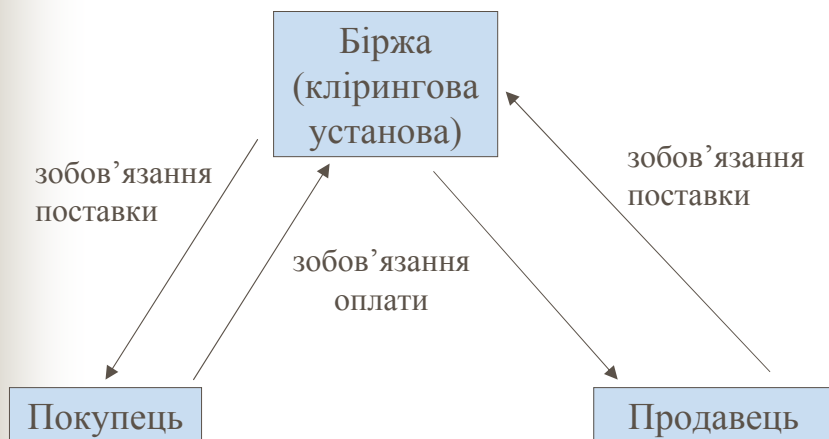 Біржа
(клірингова
установа)
зобов’язання
поставки
зобов’язання
поставки
зобов’язання
оплати
Покупець
Продавець